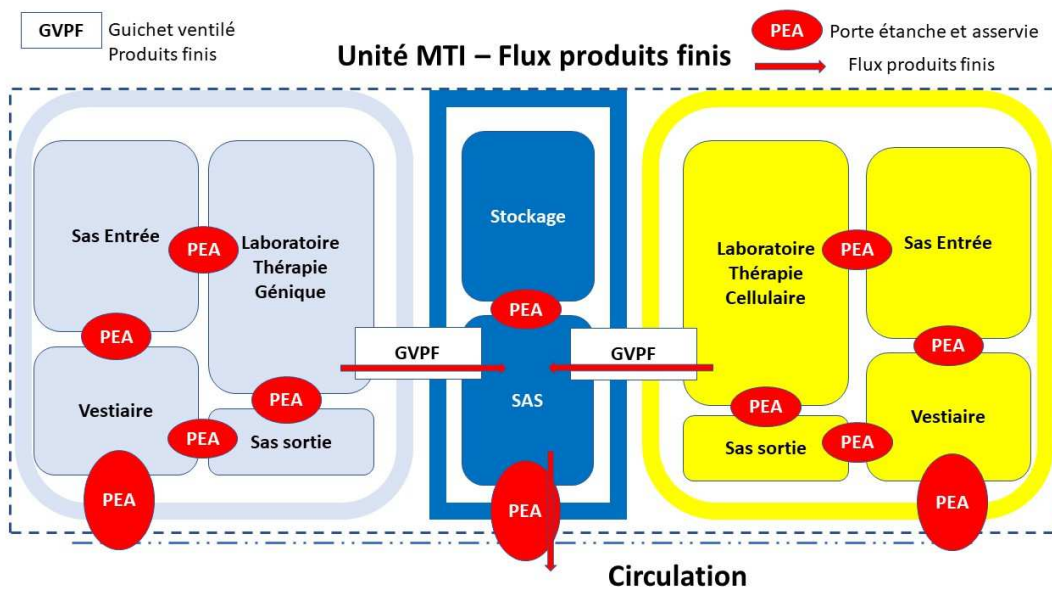 GVPF
Guichet ventilé
Produits finis
Unité MTI – Flux produits finis
PEA
Porte étanche et asservie
Flux produits finis
Sas Entrée
PEA
Laboratoire
Thérapie
Génique
PEA
Vestiaire
PEA
PEA
Sas sortie
PEA
Stockage
PEA
GVPF
GVPF
SAS
PEA
Laboratoire
Thérapie
Cellulaire
PEA
Sas Entrée
PEA
PEA
Sas sortie
PEA
Vestiaire
PEA
Circulation